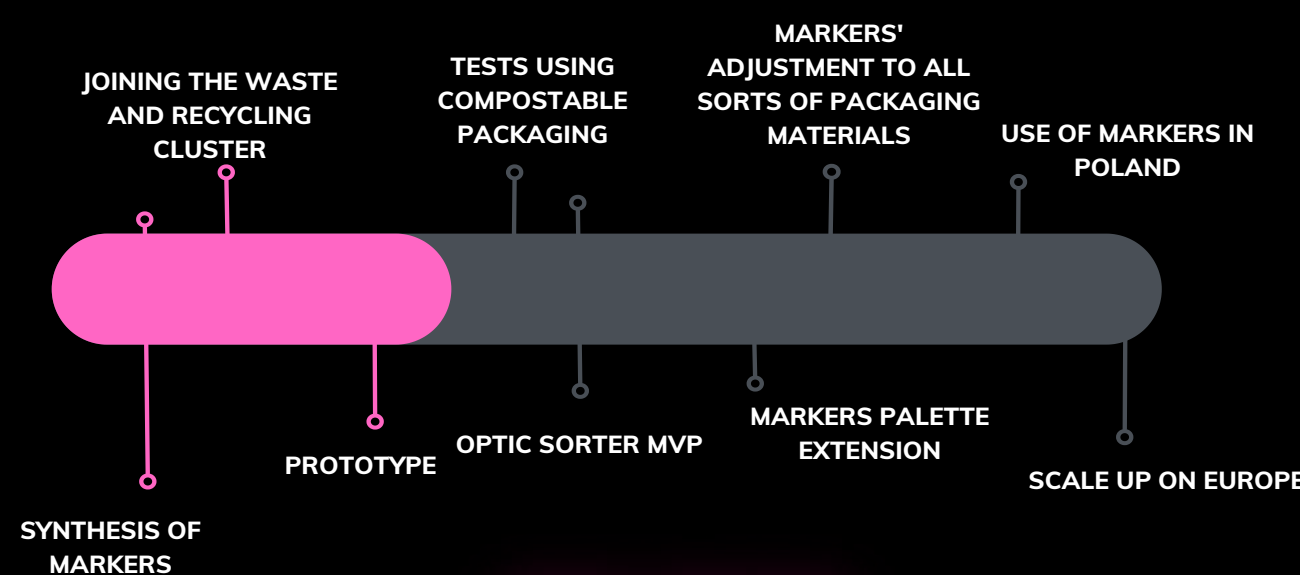 JOINING THE WASTE
AND RECYCLING
CLUSTER
TESTS USING
COMPOSTABLE
PACKAGING
MARKERS'
ADJUSTMENT TO ALL
SORTS OF PACKAGING
MATERIALS
USE OF MARKERS IN
POLAND
SYNTHESIS OF
MARKERS
PROTOTYPE
OPTIC SORTER MVP
MARKERS PALETTE
EXTENSION
SCALE UP ON EUROPE